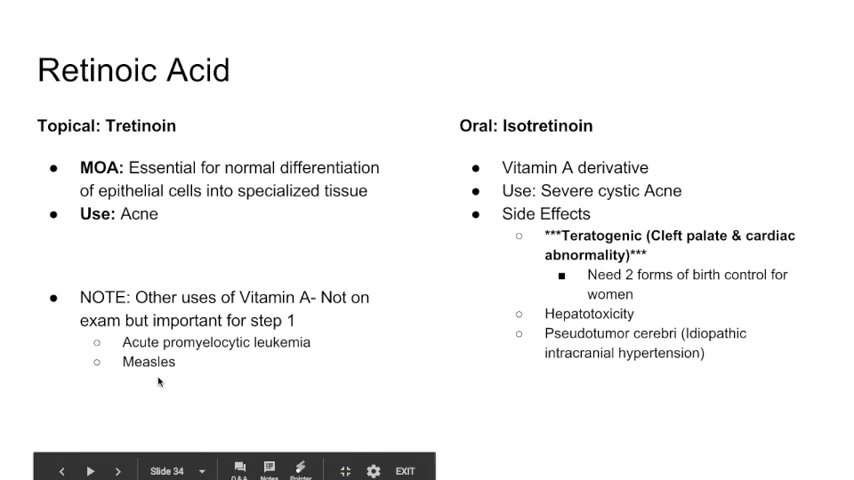 Retinoic Acid
Topical: Tretinoin
● MOA: Essential for normal differentiation
of epithelial cells into specialized tissue
● Use: Acne
● NOTE: Other uses of Vitamin A- Not on
exam but important for step 1
○ Acute promyelocytic leukemia
○ Measles
Oral: Isotretinoin
● Vitamin A derivative
● Use: Severe cystic Acne
● Side Effects
○ ***Teratogenic (Cleft palate & cardiac
abnormality)***
■ Need 2 forms of birth control for
women
○ Hepatotoxicity
○ Pseudotumor cerebri (Idiopathic
intracranial hypertension)
Slide 34
Q&A Notes Pointer
EXIT